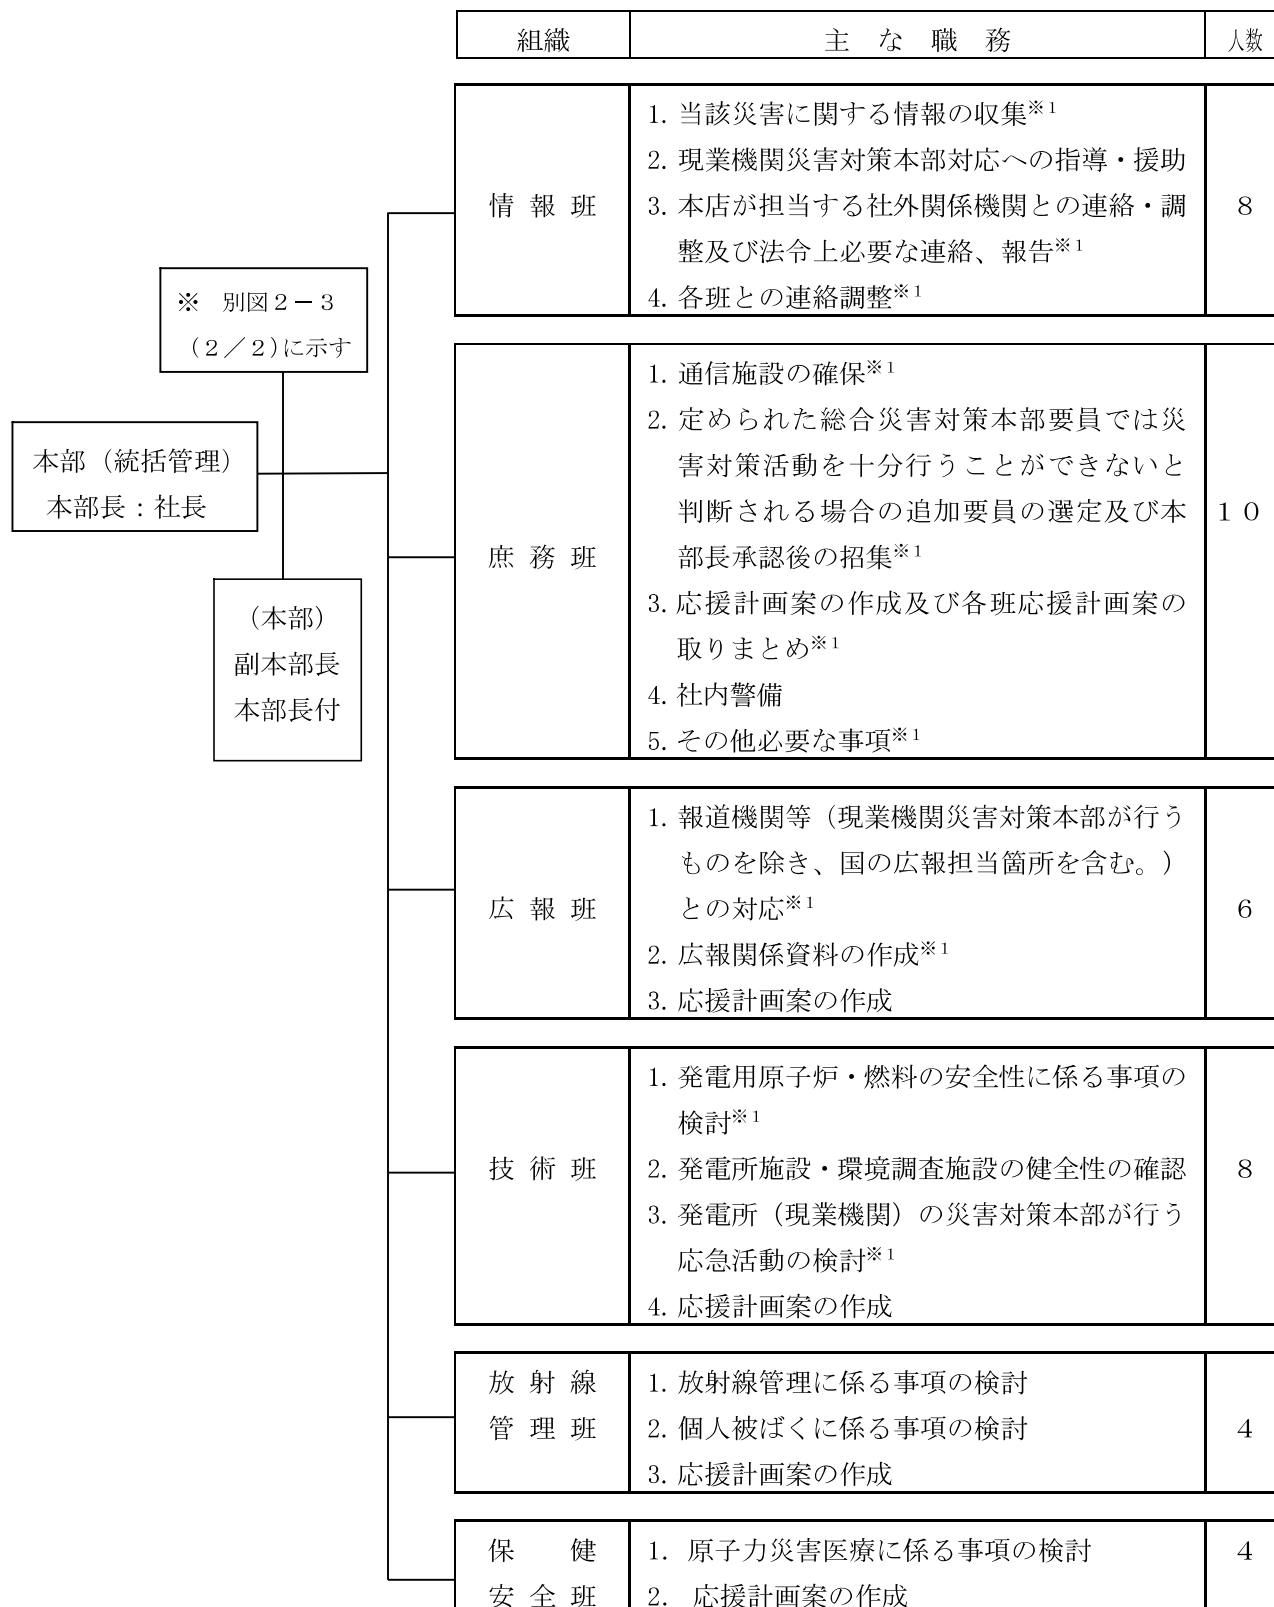 組織 主な職務 人数
情報班
1. 当該災害に関する情報の収集※1
2. 現業機関災害対策本部対応への指導・援助
3. 本店が担当する社外関係機関との連絡・調
整及び法令上必要な連絡、報告※1
4. 各班との連絡調整※1
8
※ 別図2-3
(2/2)に示す
本部(統括管理)
本部長:社長
(本部)
副本部長
本部長付
庶務班
1. 通信施設の確保※1
2. 定められた総合災害対策本部要員では災
害対策活動を十分行うことができないと
判断される場合の追加要員の選定及び本
部長承認後の招集※1
3. 応援計画案の作成及び各班応援計画案の
取りまとめ※1
4. 社内警備
5. その他必要な事項※1
10
広報班
1. 報道機関等(現業機関災害対策本部が行う
ものを除き、国の広報担当箇所を含む。)
との対応※1
2. 広報関係資料の作成※1
3. 応援計画案の作成
6
技術班
1. 発電用原子炉・燃料の安全性に係る事項の
検討※1
2. 発電所施設・環境調査施設の健全性の確認
3. 発電所(現業機関)の災害対策本部が行う
応急活動の検討※1
4. 応援計画案の作成
8
放射線
管理班
1. 放射線管理に係る事項の検討
2. 個人被ばくに係る事項の検討
3. 応援計画案の作成
4
保健
安全班
1. 原子力災害医療に係る事項の検討
2. 応援計画案の作成
4